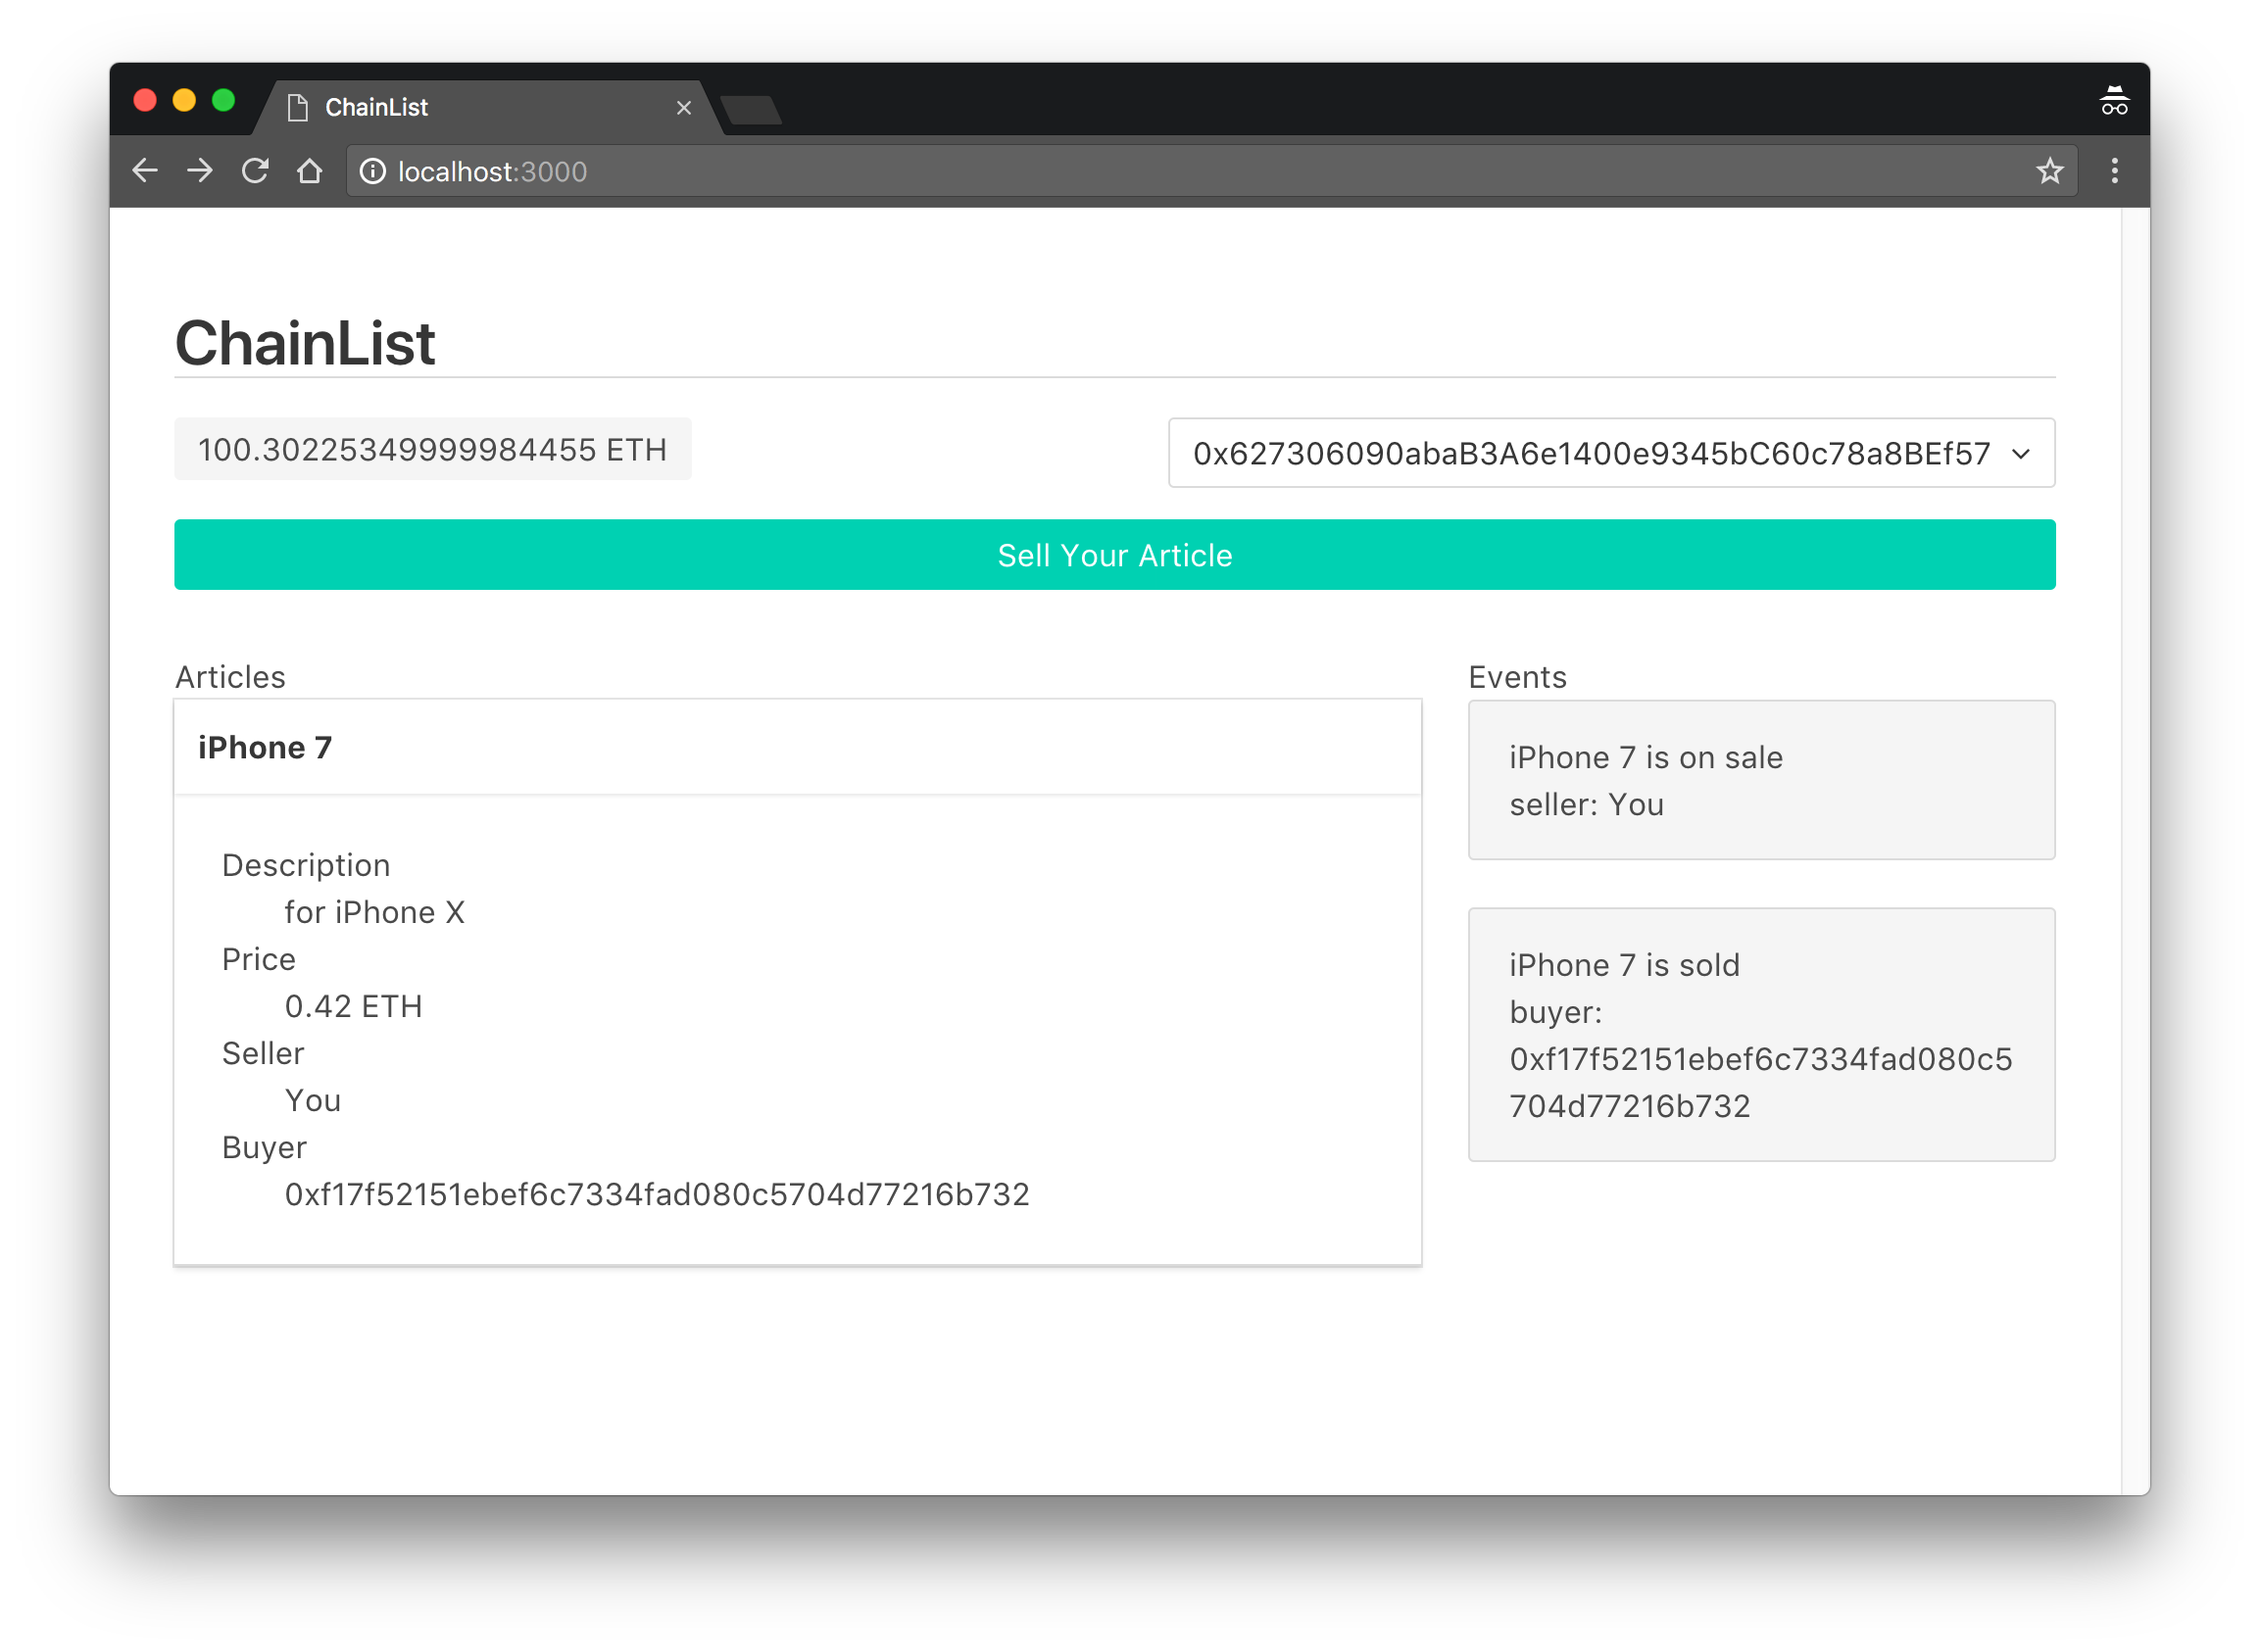 ChainList
localhost:3000
ChainList
100.30225349999984455 ETH
0x627306090abaB3A6e1400e9345bC60c78a8BEf57
Sell Your Article
Articles
iPhone 7
Description
for iPhone X
Price
0.42 ETH
Seller
You
Buyer
0xf17f52151ebef6c7334fad080c5704d77216b732
Events
iPhone 7 is on sale
seller: You
iPhone 7 is sold
buyer:
0xf17f52151ebef6c7334fad080c5
704d77216b732